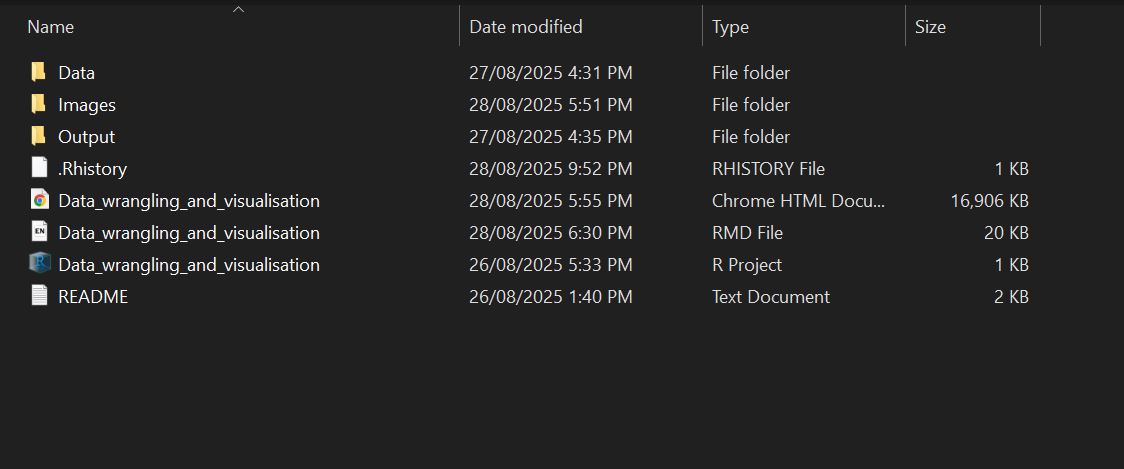 Name Date modified Type Size
Data 27/08/2025 4:31 PM File folder
Images 28/08/2025 5:51 PM File folder
Output 27/08/2025 4:35 PM File folder
.Rhistory 28/08/2025 9:52 PM RHISTORY File 1 KB
Data_wrangling_and_visualisation 28/08/2025 5:55 PM Chrome HTML Docu... 16,906 KB
EN Data_wrangling_and_visualisation 28/08/2025 6:30 PM RMD File 20 KB
R Data_wrangling_and_visualisation 26/08/2025 5:33 PM R Project 1 KB
README 26/08/2025 1:40 PM Text Document 2 KB